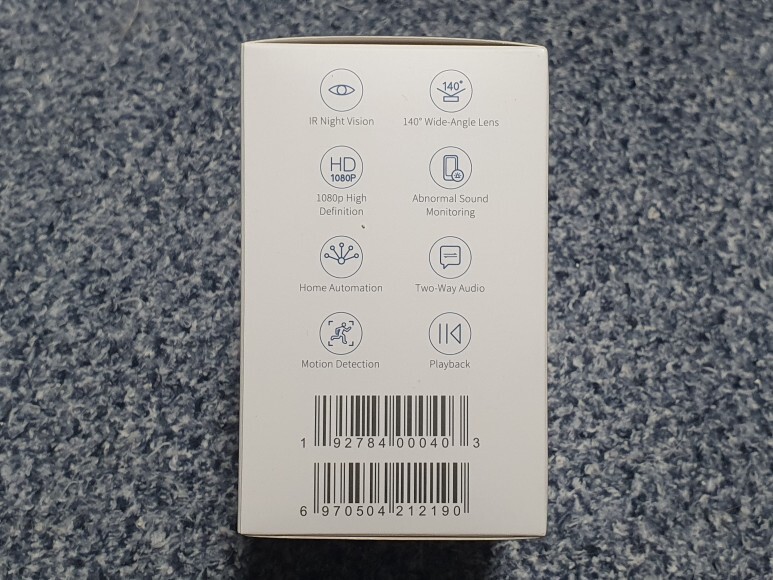 140°
IR Night Vision
140° Wide-Angle Lens
HD
1080P
1080p High
Definition
Abnormal Sound
Monitoring
Home Automation
Two-Way Audio
Motion Detection
Playback
1 92784 00040 3
6 970504 212190